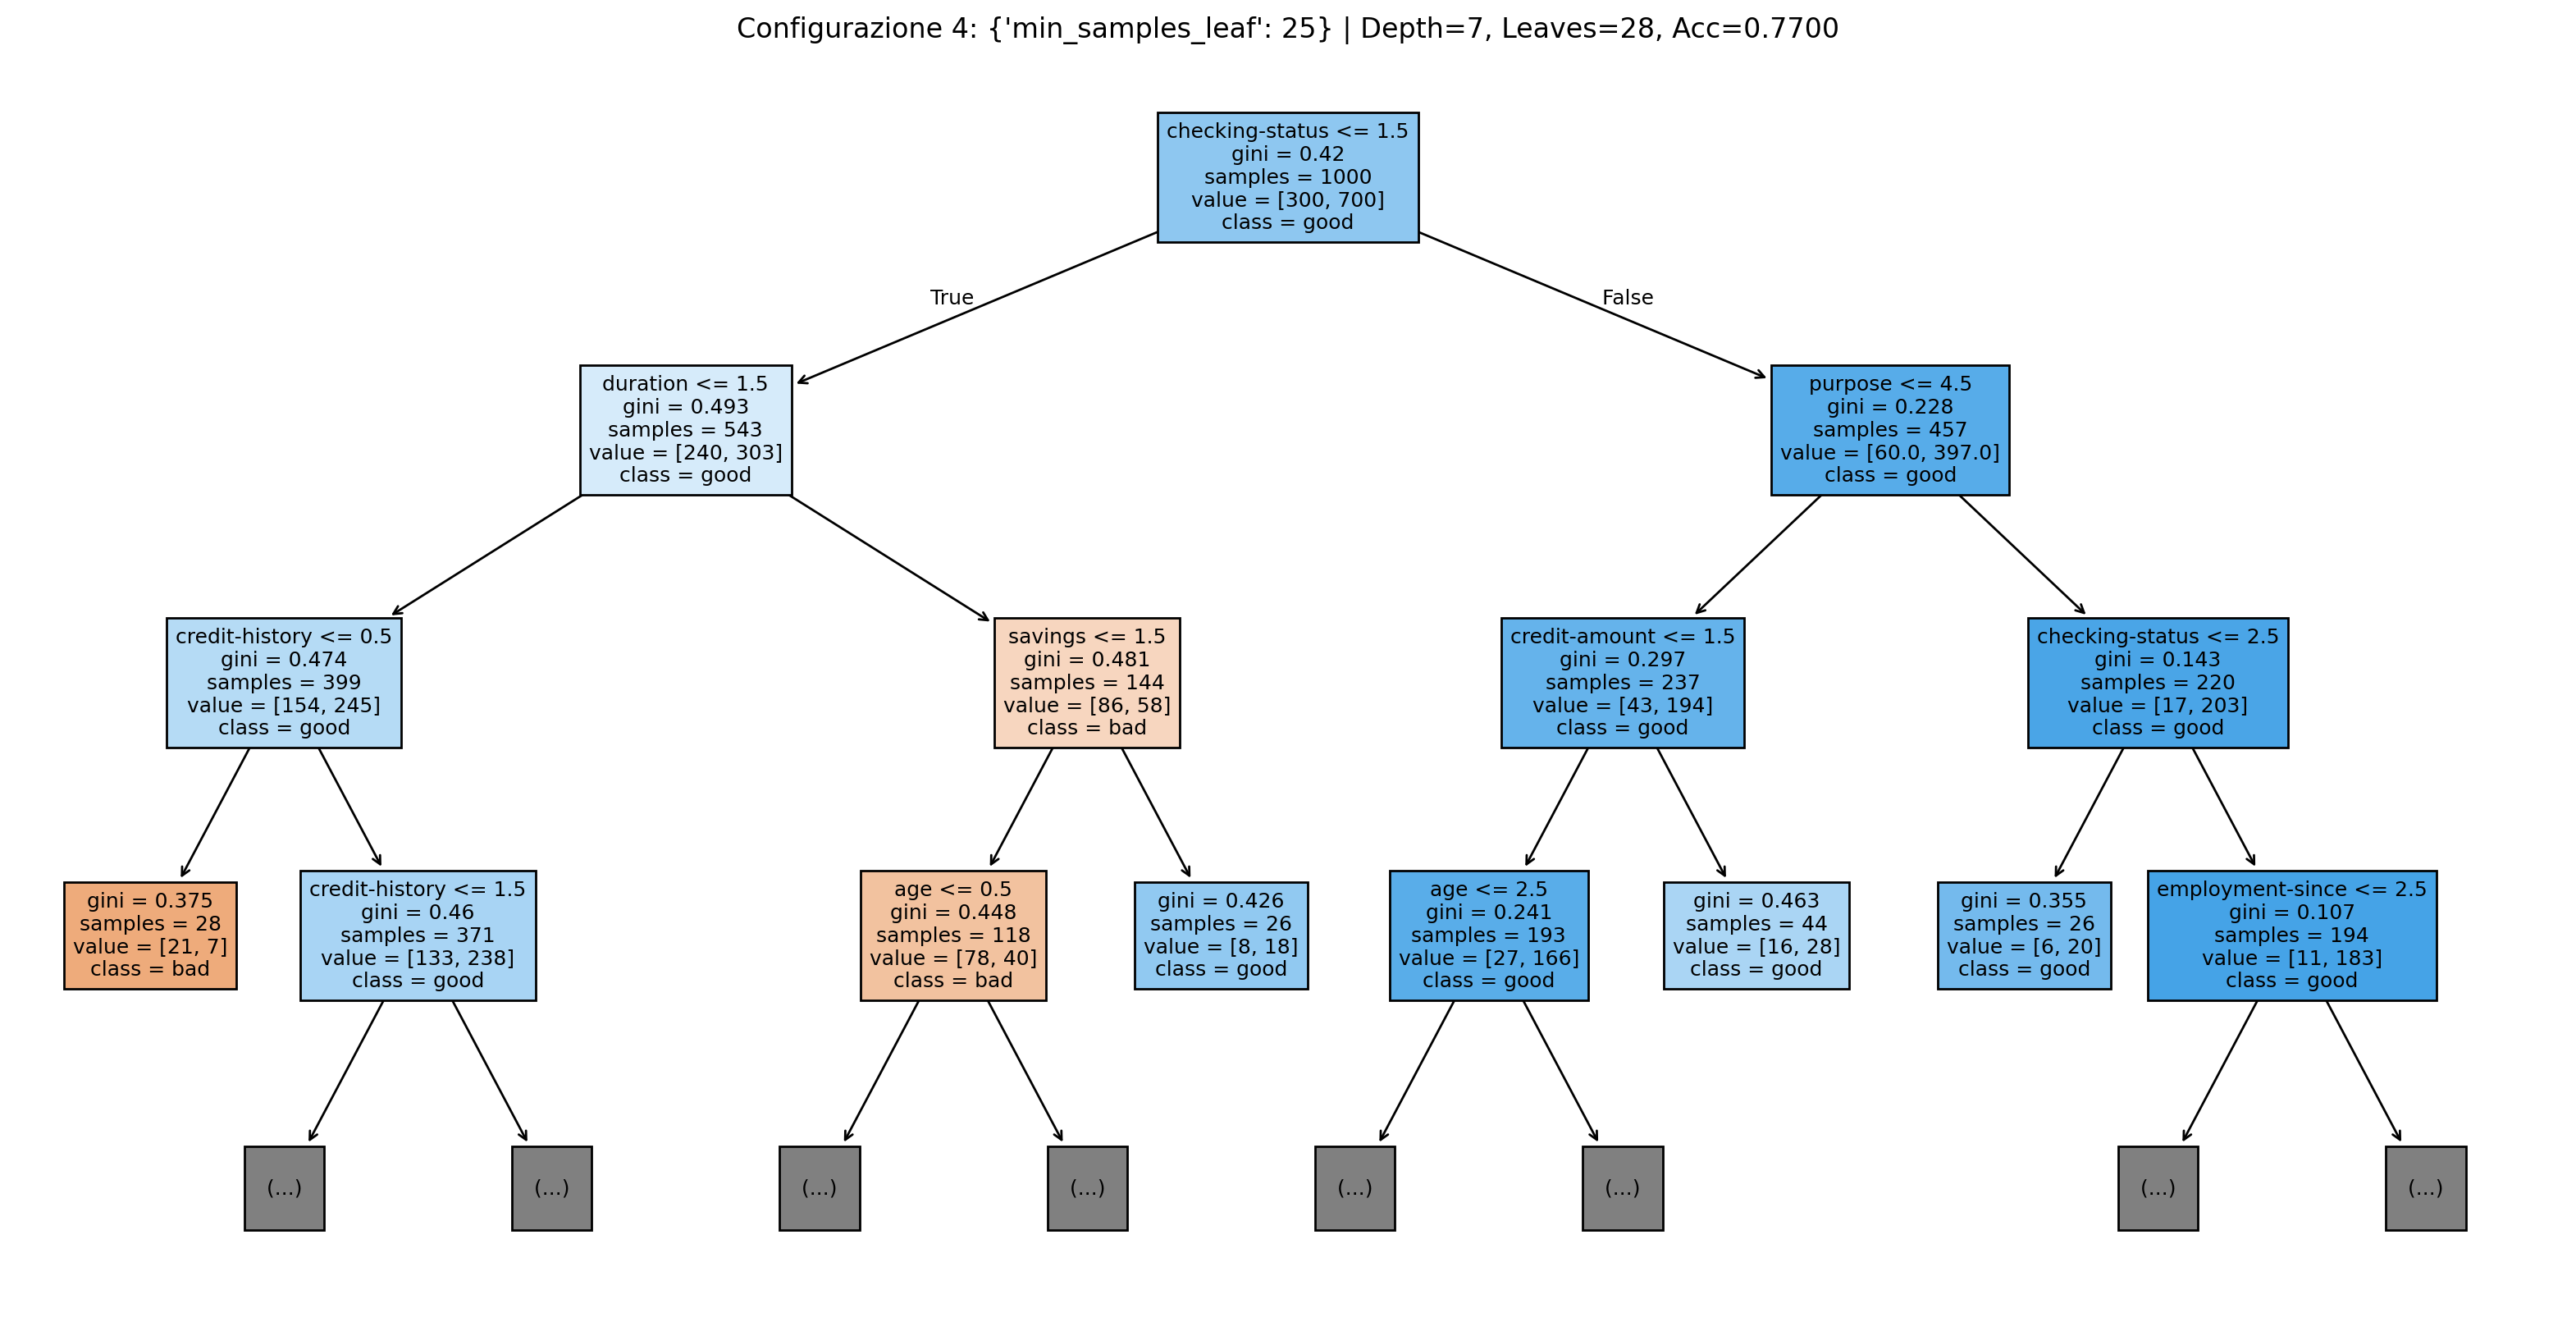 Configurazione 4: {'min_samples_leaf': 25} | Depth=7, Leaves=28, Acc=0.7700
checking-status <= 1.5
gini = 0.42
samples = 1000
value = [300, 700]
class = good
True
False
duration <= 1.5
gini = 0.493
samples = 543
value = [240, 303]
class = good
purpose <= 4.5
gini = 0.228
samples = 457
value = [60.0, 397.0]
class = good
credit-history <= 0.5
gini = 0.474
samples = 399
value = [154, 245]
class = good
savings <= 1.5
gini = 0.481
samples = 144
value = [86, 58]
class = bad
credit-amount <= 1.5
gini = 0.297
samples = 237
value = [43, 194]
class = good
checking-status <= 2.5
gini = 0.143
samples = 220
value = [17, 203]
class = good
gini = 0.375
samples = 28
value = [21, 7]
class = bad
credit-history <= 1.5
gini = 0.46
samples = 371
value = [133, 238]
class = good
age <= 0.5
gini = 0.448
samples = 118
value = [78, 40]
class = bad
gini = 0.426
samples = 26
value = [8, 18]
class = good
age <= 2.5
gini = 0.241
samples = 193
value = [27, 166]
class = good
gini = 0.463
samples = 44
value = [16, 28]
class = good
gini = 0.355
samples = 26
value = [6, 20]
class = good
employment-since <= 2.5
gini = 0.107
samples = 194
value = [11, 183]
class = good
(...)
(...)
(...)
(...)
(...)
(...)
(...)
(...)